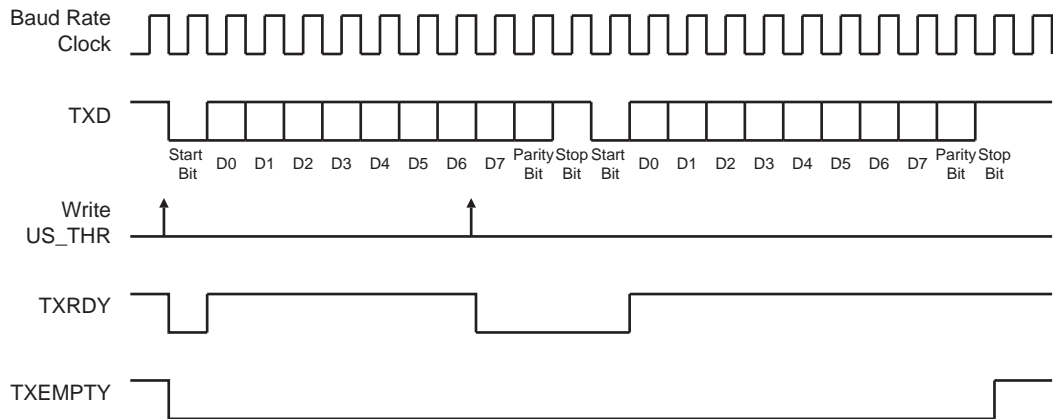 Baud Rate
Clock
TXD
Start
Bit
D0 D1 D2 D3 D4 D5 D6 D7
Parity
Bit
Stop
Bit
Start
Bit
D0 D1 D2 D3 D4 D5 D6 D7
Parity
Bit
Stop
Bit
Write
US_THR
TXRDY
TXEMPTY